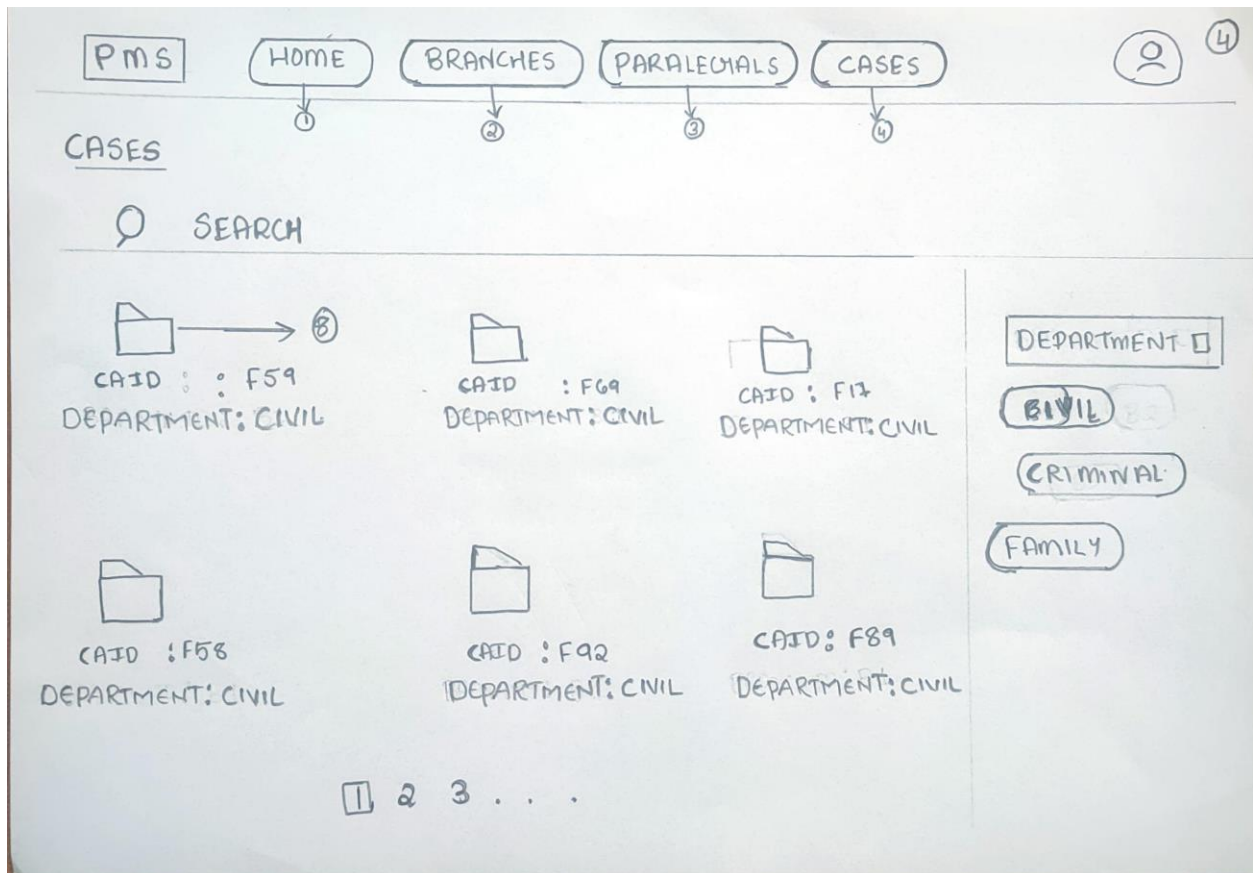 PMS HOME BRANCHES PARALEGALS CASES 4
1 2 3 4
CASES
SEARCH
8
CAID : : F59 CAID : F69 CAID : F17
DEPARTMENT: CIVIL DEPARTMENT: CIVIL DEPARTMENT: CIVIL
DEPARTMENT
CRIMINAL
FAMILY
CAID : F58 CAID : F92 CAID: F89
DEPARTMENT: CIVIL DEPARTMENT: CIVIL DEPARTMENT: CIVIL
1 2 3 . . .